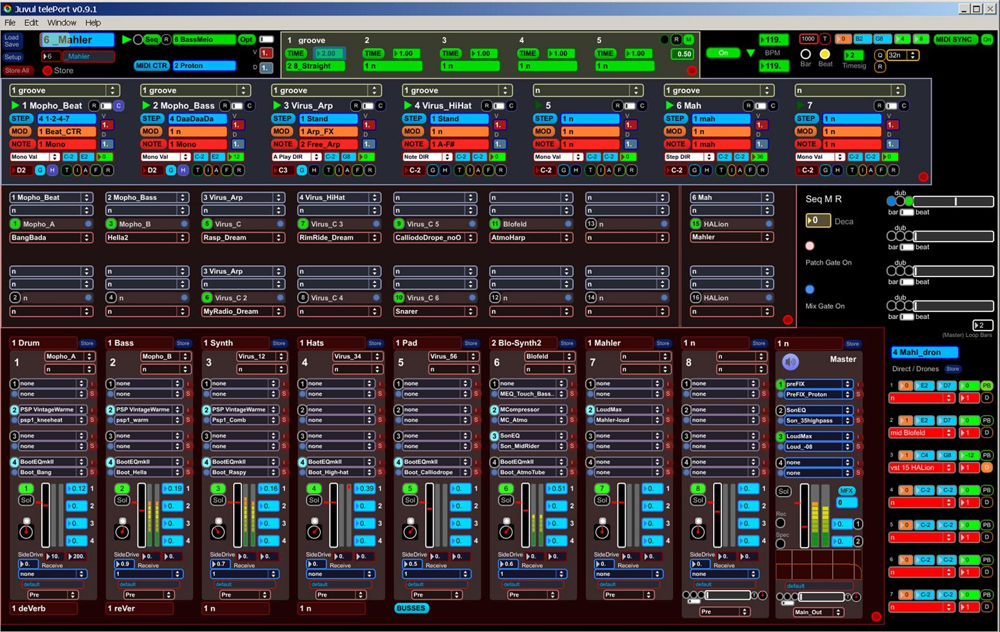 Juvul telePort v0.9.1
File Edit Window Help
Load Save 6 _Mahler Seq R 6 BassMelo Opt
Setup 6 _Mahler V 1.
Store All Store MIDI CTR 2 Proton D 1.
1 groove 2 3 4 5 R M
TIME 2.00 TIME 1.00 TIME 1.00 TIME 1.00 TIME 1.00 0.50
2 8_Straight 1 n 1 n 1 n 1 n
On 119. BPM 119.
1000 T 0 B2 G8 4 8 MIDI SYNC On
Bar Beat 2 Timesig Q 32n R
1 groove 1 groove 1 groove 1 groove n 1 groove n
1 Mopho_Beat R C 2 Mopho_Bass R C 3 Virus_Arp R C 4 Virus_HiHat R C 5 R C 6 Mah R C 7 R C
STEP 4 1-2-4-7 V 1. STEP 4 DaaDaaDa V 1. STEP 1 Stand V 1. STEP 1 Stand V 1. STEP 1 n V 1. STEP 1 mah V 1. STEP 1 n V 1.
MOD 1 Beat_CTR D MOD 1 n D MOD 1 Arp_FX D MOD 1 n D MOD 1 n D MOD 1 n D MOD 1 n D
NOTE 1 Mono 1. NOTE 1 Mono 1. NOTE 2 Free_Arp 1. NOTE 1 A-F# 1. NOTE 1 n 1. NOTE 1 mah 1. NOTE 1 n 1.
Mono Val C-2 E2 0 Mono Val C-2 E2 12 A Play DIR C-2 G8 0 Note DIR C-2 C-2 0 Mono Val C-2 C-2 0 Step DIR C-2 C-2 36 Mono Val C-2 C-2 0
D2 G H T I A F R D2 G H T I A F R C3 G H T I A F R C-2 G H T I A F R C-2 G H T I A F R C-2 G H T I A F R C-2 G H T I A F R
1 Mopho_Beat 2 Mopho_Bass 3 Virus_Arp 4 Virus_HiHat n n n 6 Mah
n n n n n n n n
1 Mopho_A 3 Mopho_B 5 Virus_C 7 Virus_C 3 9 Virus_C 5 11 Blofeld 13 n 15 HALion
BangBada Hella2 Rasp_Dream RimRide_Dream CalliodoDrope_noO AtmoHarp n Mahler
n n 3 Virus_Arp n n n n n
n n n n n n n n
2 n 4 n 6 Virus_C 2 8 Virus_C 4 10 Virus_C 6 12 n 14 n 16 HALion
n n MyRadio_Dream n Snarer n n n
Seq M R
0 Deca
Patch Gate On
Mix Gate On
dub
bar beat
dub
bar beat
dub
bar beat
dub
bar beat
2
(Master) Loop Bars
1 Drum Store 1 Bass Store 1 Synth Store 1 Hats Store 1 Pad Store 2 Blo-Synth2 Store 1 Mahler Store 1 n Store 1 n Store
1 Mopho_A 2 Mopho_B 3 Virus_12 4 Virus_34 5 Virus_56 6 Blofeld 7 n 8 n Master
n n n n n n n n
1 none 1 none 1 none 1 none 1 none 1 none 1 none 1 none 1 preFIX
none S none S none S none S none S MEQ_Touch_Bass.. S none S none S PreFIX_Proton S
2 PSP VintageWarme 2 PSP VintageWarme 2 PSP VintageWarme 2 none 2 none 2 MCompressor 2 LoudMax 2 none 2 SonEQ
psp1_kneeheat S psp1_warm S Psp1_Comb S none S none S MC_Atmo S Mahler-loud S none S Son_35highpass S
3 none 3 none 3 none 3 none 3 none 3 SonEQ 3 none 3 none 3 LoudMax
none S none S none S none S none S Son_MidRider S none S none S Loud_-08 S
4 BootEQmkII 4 BootEQmkII 4 BootEQmkII 4 BootEQmkII 4 BootEQmkII 4 BootEQmkII 4 none 4 none 4 none
Boot_Bang S Boot_Hella S Boot_Raspy S Boot_High-hat S Boot_Calliodrope S Boot_AtmoTube S none S none S none S
1 0.12 1 2 0.19 1 3 0.16 1 4 0.39 1 5 0. 1 6 0.51 1 7 0. 1 8 0. 1 MFX
Sol 0. 2 Sol 0. 2 Sol 0. 2 Sol 0. 2 Sol 0. 2 Sol 0. 2 Sol 0. 2 Sol 0. 2 Sol 0
0. 3 0. 3 0. 3 0. 3 0. 3 0. 3 0. 3 0. 3 Rec 0. 1
0. 4 0. 4 0. 4 0. 4 0. 4 0. 4 0. 4 0. 4 Spec 0. 2
SideDrive 10. 200. SideDrive 0. 0. SideDrive 0. 0. SideDrive 0. 0. SideDrive 0. 0. SideDrive 0. 0. SideDrive 0. 0. SideDrive 0. 0.
0. Receive 0.9 Receive 0.7 Receive 0. Receive 0.5 Receive 0.6 Receive 0. Receive 0. Receive
none 1 1 none 1 1 none none
default default default default default default default default default
Pre Pre Pre Pre Pre Pre Pre Pre Main_Out
1 deVerb 1 reVer 1 n 1 n BUSSES
4 Mahl_dron
Direct / Drones Store
1 0 E2 D7 0 PB
n 1 D
2 1 E2 D7 0 PB
mid Blofeld 1 D
3 1 C4 G8 -12 PB
vst 15 HALion 1 D
4 0 C-2 C-2 0 PB
n 1 D
5 0 C-2 C-2 0 PB
n 1 D
6 0 C-2 C-2 0 PB
n 1 D
7 0 C-2 C-2 0 PB
n 1 D